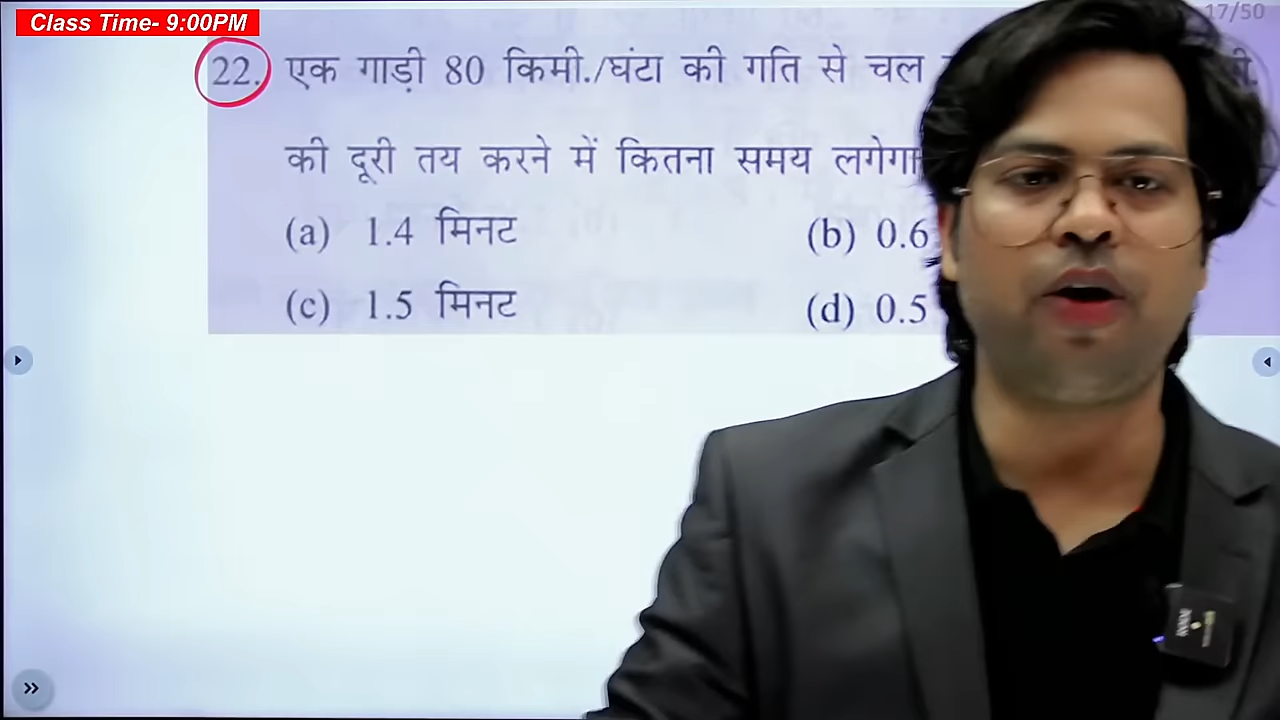 Class Time- 9:00PM
17/50
22. एक गाड़ी 80 किमी./घंटा की गति से चल
की दूरी तय करने में कितना समय लगेगा
(a) 1.4 मिनट (b) 0.6
(c) 1.5 मिनट (d) 0.5